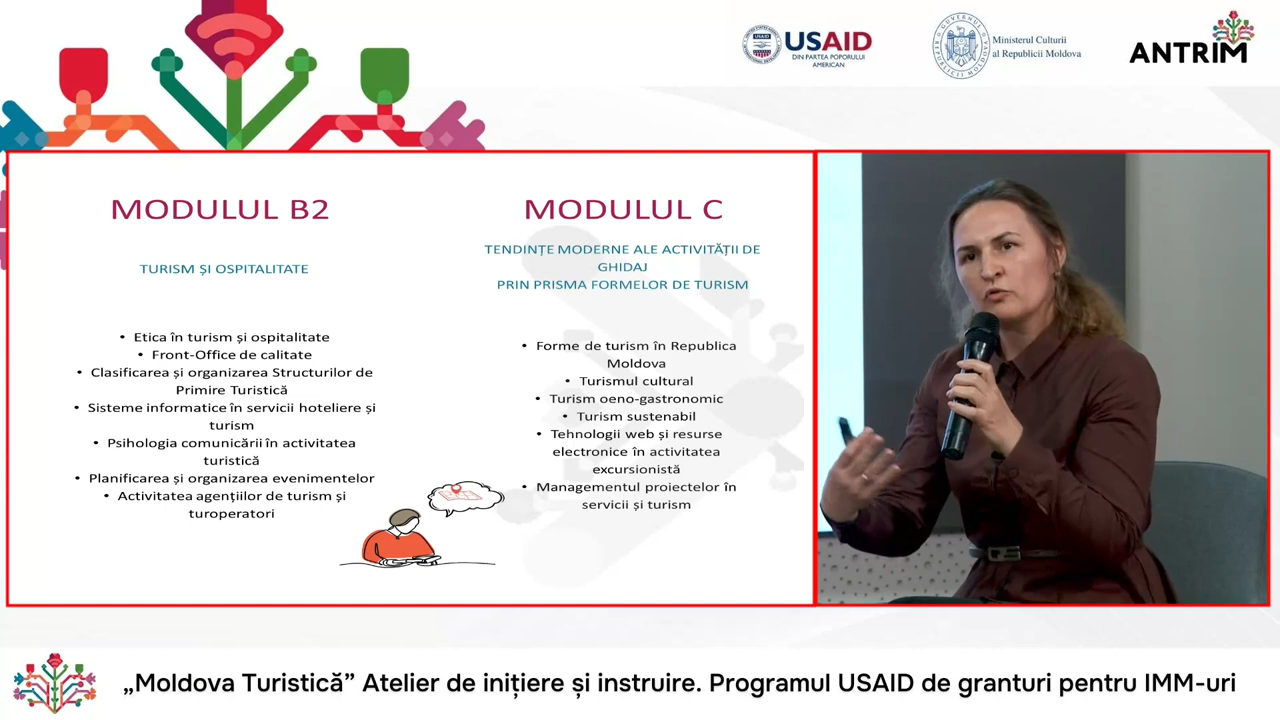 USAID
DIN PARTEA POPORULUI
AMERICAN
Ministerul Culturii
al Republicii Moldova
ANTRIM
MODULUL B2
TURISM ȘI OSPITALITATE
• Etica în turism și ospitalitate
• Front-Office de calitate
• Clasificarea și organizarea Structurilor de
Primire Turistică
• Sisteme informatice în servicii hoteliere și
turism
• Psihologia comunicării în activitatea
turistică
• Planificarea și organizarea evenimentelor
• Activitatea agențiilor de turism și
turoperatori
MODULUL C
TENDINȚE MODERNE ALE ACTIVITĂȚII DE
GHIDAJ
PRIN PRISMA FORMELOR DE TURISM
• Forme de turism în Republica
Moldova
• Turismul cultural
• Turism oeno-gastronomic
• Turism sustenabil
• Tehnologii web și resurse
electronice în activitatea
excursionistă
• Managementul proiectelor în
servicii și turism
„Moldova Turistică” Atelier de inițiere și instruire. Programul USAID de granturi pentru IMM-uri